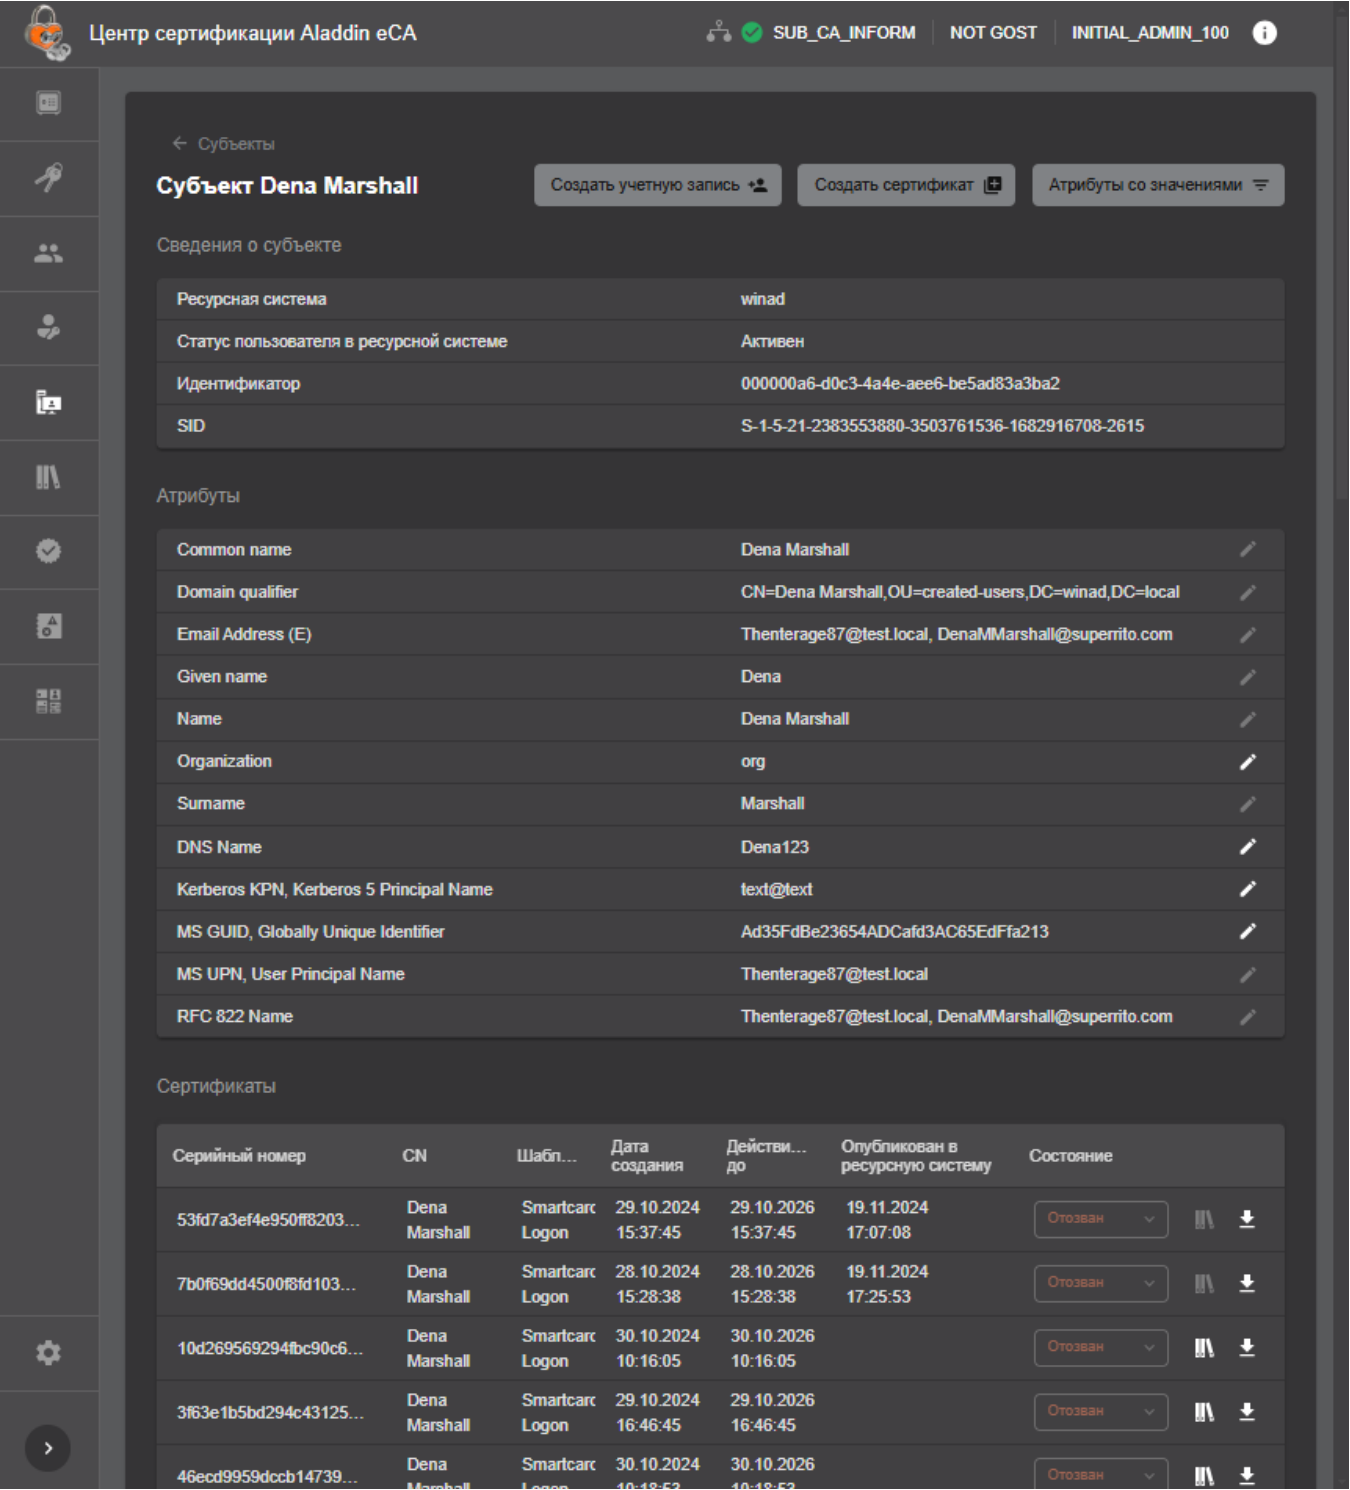 Центр сертификации Aladdin eCA
SUB_CA_INFORM NOT GOST INITIAL_ADMIN_100
← Субъекты
Субъект Dena Marshall
Создать учетную запись
Создать сертификат
Атрибуты со значениями
Сведения о субъекте
Ресурсная система winad
Статус пользователя в ресурсной системе Активен
Идентификатор 000000a6-d0c3-4a4e-aee6-be5ad83a3ba2
SID S-1-5-21-2383553880-3503761536-1682916708-2615
Атрибуты
Common name Dena Marshall
Domain qualifier CN=Dena Marshall,OU=created-users,DC=winad,DC=local
Email Address (E) Thenterage87@test.local, DenaMMarshall@superrito.com
Given name Dena
Name Dena Marshall
Organization org
Surname Marshall
DNS Name Dena123
Kerberos KPN, Kerberos 5 Principal Name text@text
MS GUID, Globally Unique Identifier Ad35FdBe23654ADCafd3AC65EdFfa213
MS UPN, User Principal Name Thenterage87@test.local
RFC 822 Name Thenterage87@test.local, DenaMMarshall@superrito.com
Сертификаты
Серийный номер CN Шабл... Дата создания Действи... до Опубликован в ресурсную систему Состояние
53fd7a3ef4e950ff8203... Dena Marshall Smartcarc Logon 29.10.2024 15:37:45 29.10.2026 15:37:45 19.11.2024 17:07:08 Отозван
7b0f69dd4500f8fd103... Dena Marshall Smartcarc Logon 28.10.2024 15:28:38 28.10.2026 15:28:38 19.11.2024 17:25:53 Отозван
10d269569294fbc90c6... Dena Marshall Smartcarc Logon 30.10.2024 10:16:05 30.10.2026 10:16:05 Отозван
3f63e1b5bd294c43125... Dena Marshall Smartcarc Logon 29.10.2024 16:46:45 29.10.2026 16:46:45 Отозван
46ecd9959dccb14739... Dena Marshall Smartcarc Logon 30.10.2024 10:18:53 30.10.2026 10:18:53 Отозван